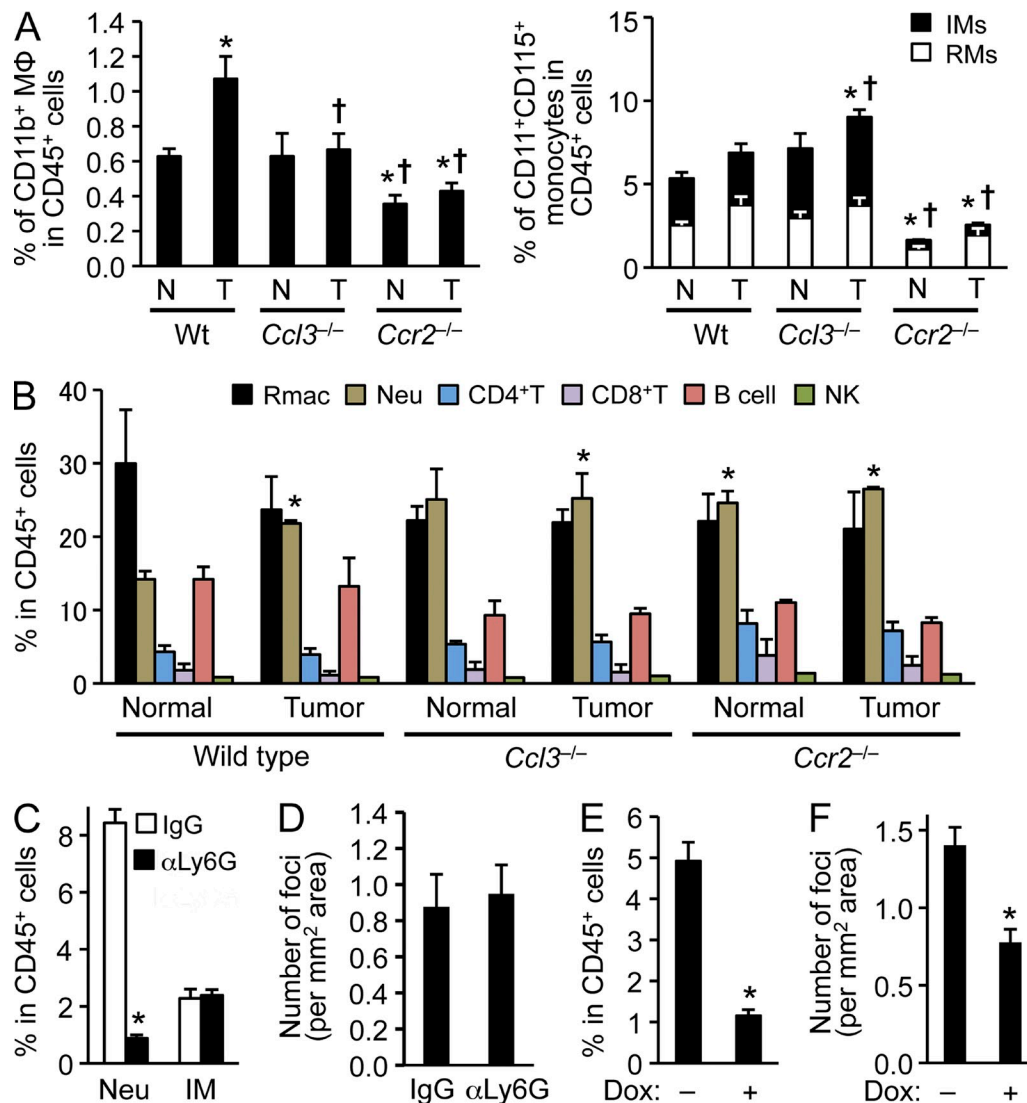 A
% of CD11b⁺ MΦ
in CD45⁺ cells
1.4
1.2
1.0
0.8
0.6
0.4
0.2
0.0
*
†
*†
*†
N T N T N T
Wt Ccl3⁻/⁻ Ccr2⁻/⁻
% of CD11⁺CD115⁺
monocytes in
CD45⁺ cells
15
10
5
0
IMs
RMs
*†
*†
*†
N T N T N T
Wt Ccl3⁻/⁻ Ccr2⁻/⁻
B
% in CD45⁺ cells
40
30
20
10
0
Rmac Neu CD4⁺T CD8⁺T B cell NK
* * * *
Normal Tumor Normal Tumor Normal Tumor
Wild type Ccl3⁻/⁻ Ccr2⁻/⁻
C
% in CD45⁺ cells
8
6
4
2
0
IgG
αLy6G
*
Neu IM
D
Number of foci
(per mm² area)
1.4
1.2
1.0
0.8
0.6
0.4
0.2
0.0
IgG αLy6G
E
% in CD45⁺ cells
6
5
4
3
2
1
0
*
Dox: – +
F
Number of foci
(per mm² area)
1.5
1.0
0.5
0.0
*
Dox: – +